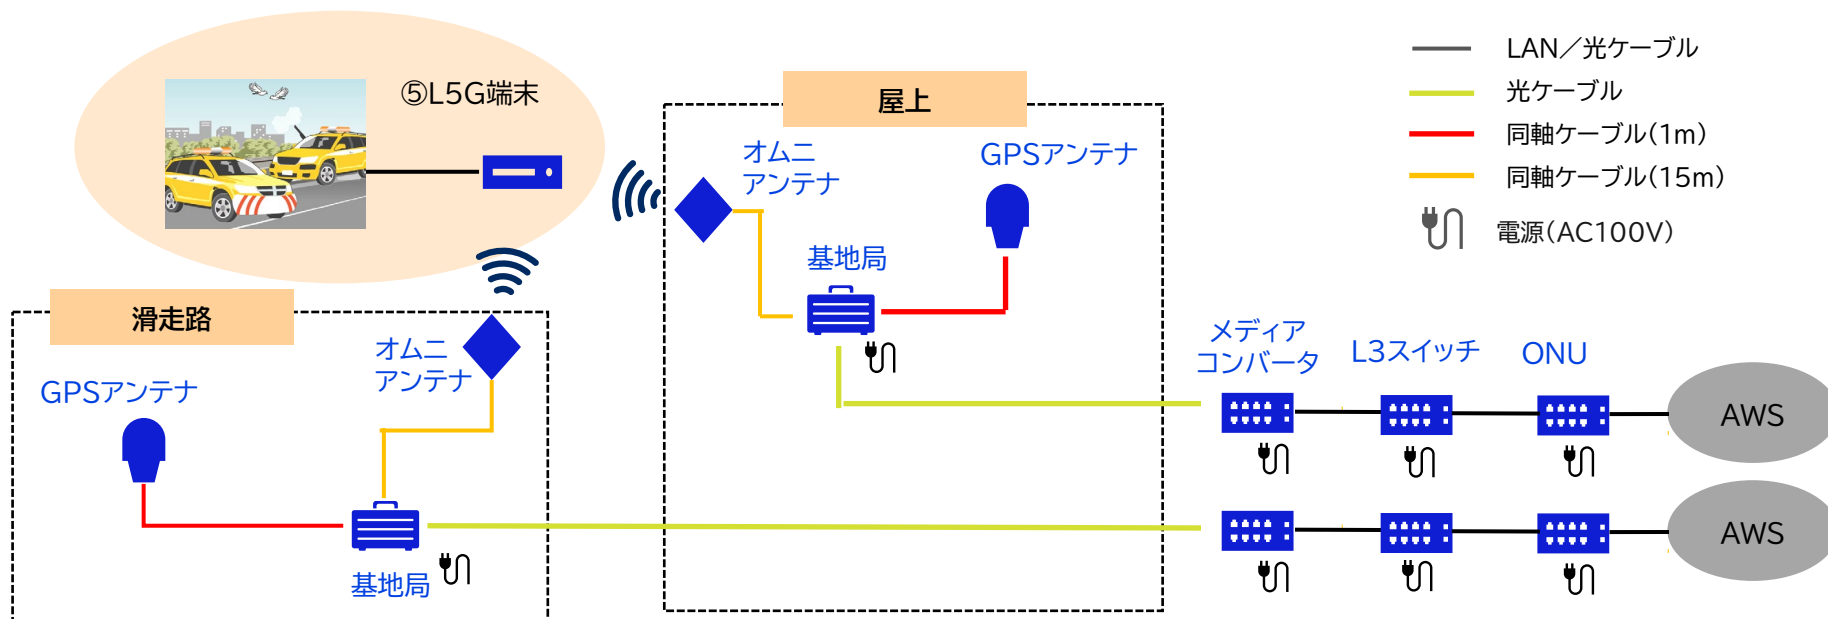 ⑤L5G端末
屋上
オムニ
アンテナ
GPSアンテナ
基地局
LAN／光ケーブル
光ケーブル
同軸ケーブル(1m)
同軸ケーブル(15m)
電源(AC100V)
滑走路
オムニ
アンテナ
GPSアンテナ
基地局
メディア
コンバータ
L3スイッチ
ONU
AWS
AWS